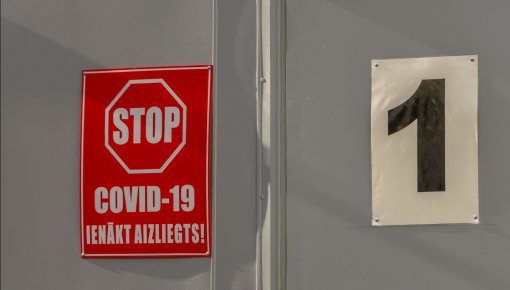 STOP
COVID-19
IENĀKT AIZLIEGTS!
1